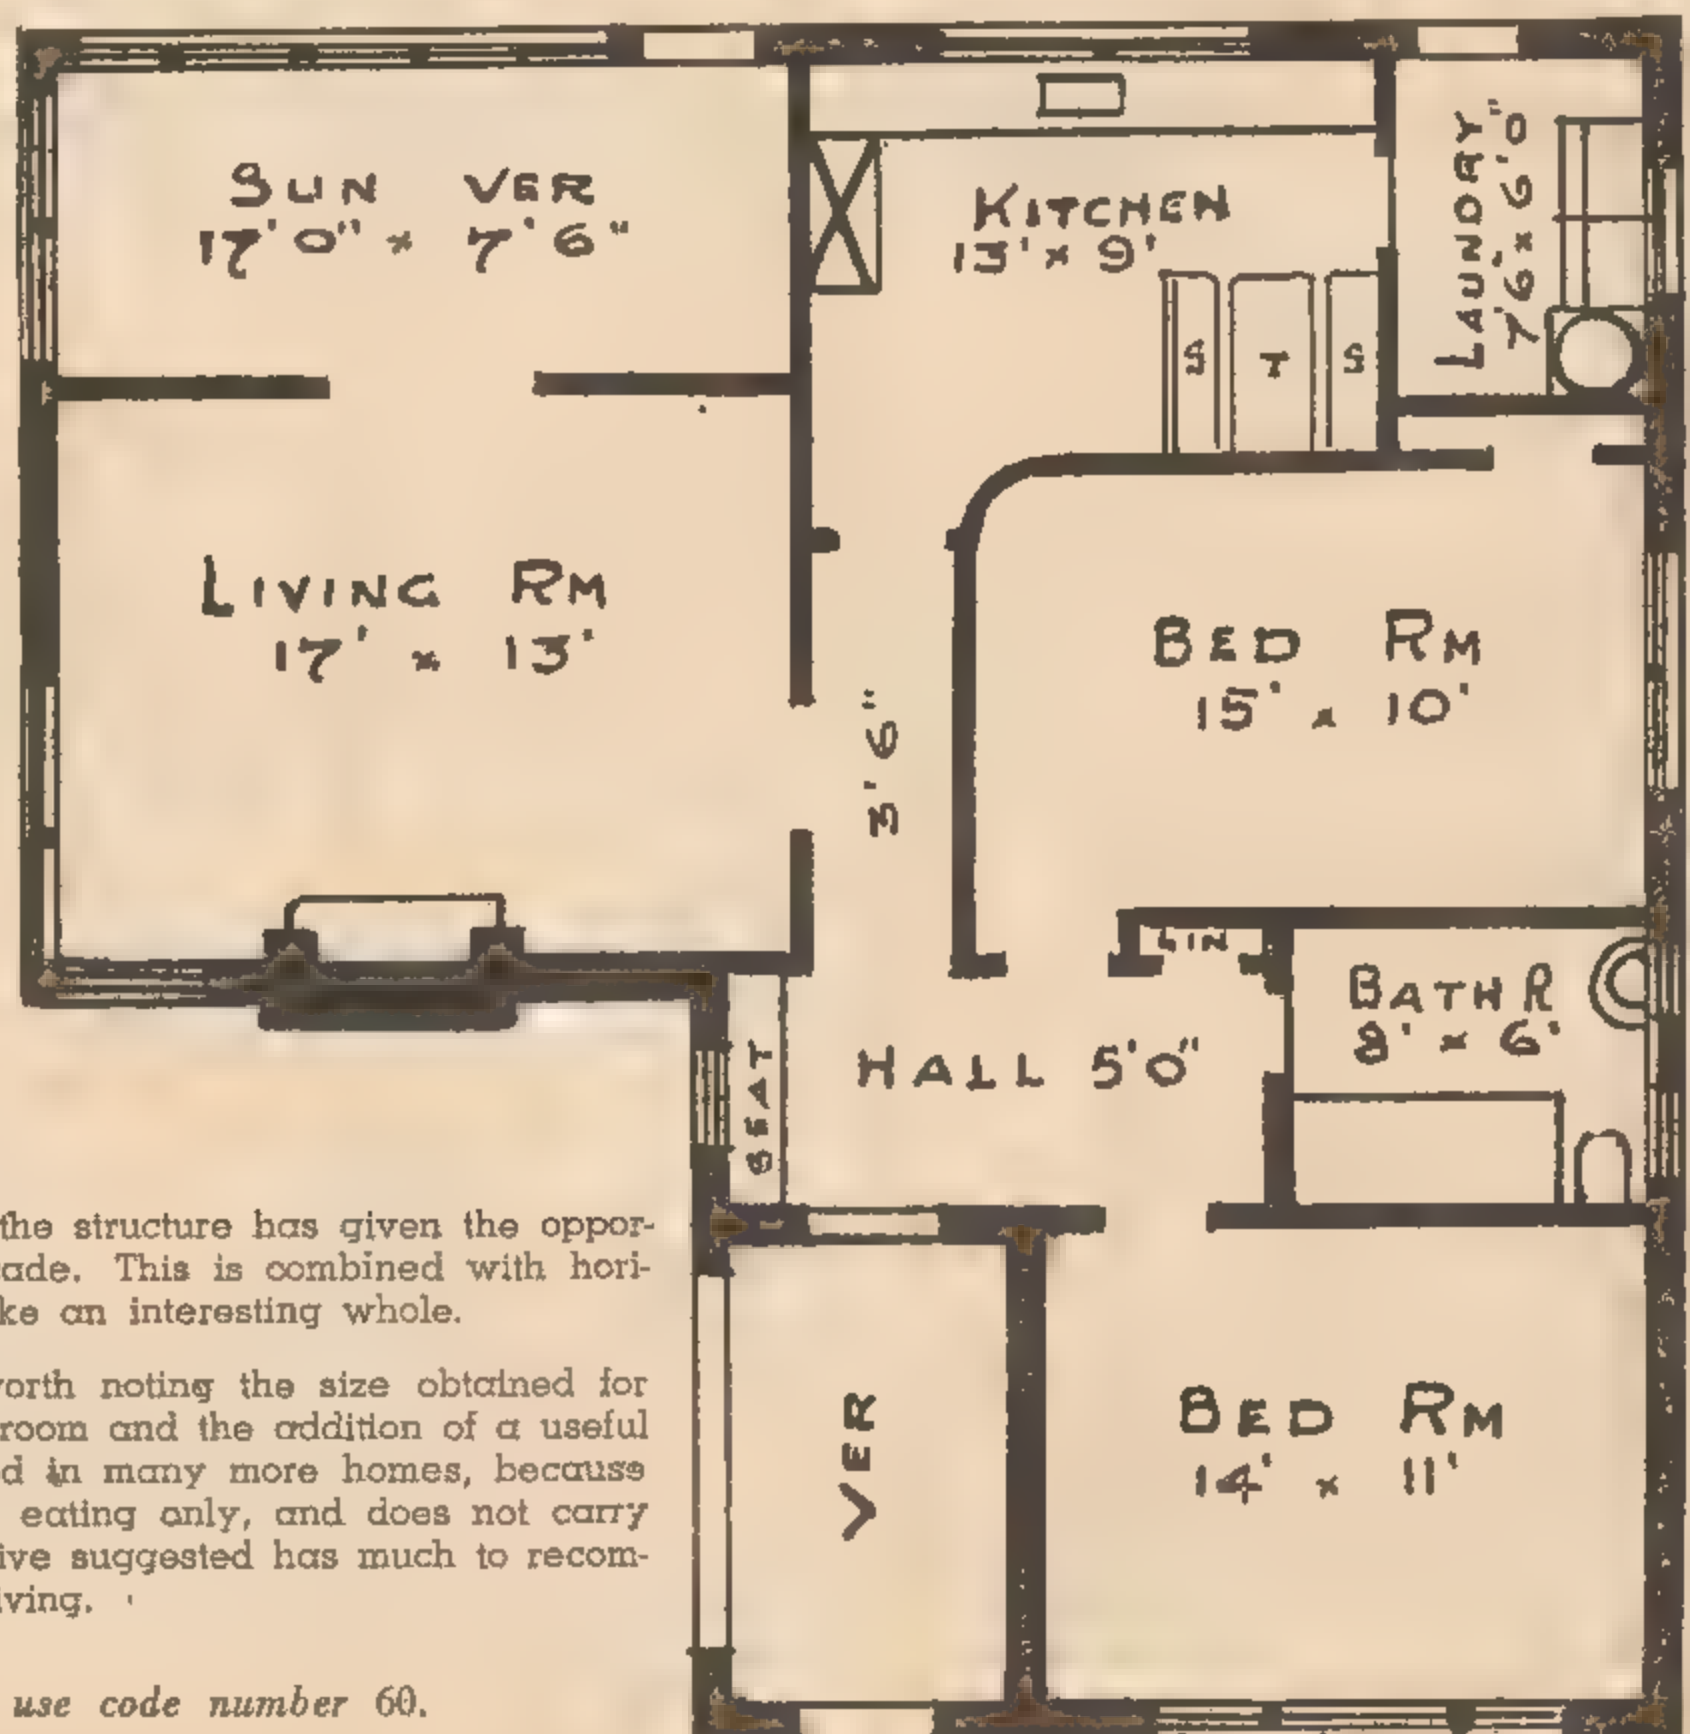 SUN VER
17'0" x 7'6"
KITCHEN
13' x 9'
LAUNDRY
7'6" x 6'0"
S T S
LIVING RM
17' x 13'
BED RM
15' x 10'
3'6"
LIN
BATH R
8' x 6'
HALL 5'0"
SEAT
VER
BED RM
14' x 11'
the structure has given the oppor-
ade. This is combined with hori-
ke an interesting whole.
orth noting the size obtained for
room and the addition of a useful
d in many more homes, because
eating only, and does not carry
ive suggested has much to recom-
ving.
use code number 60.